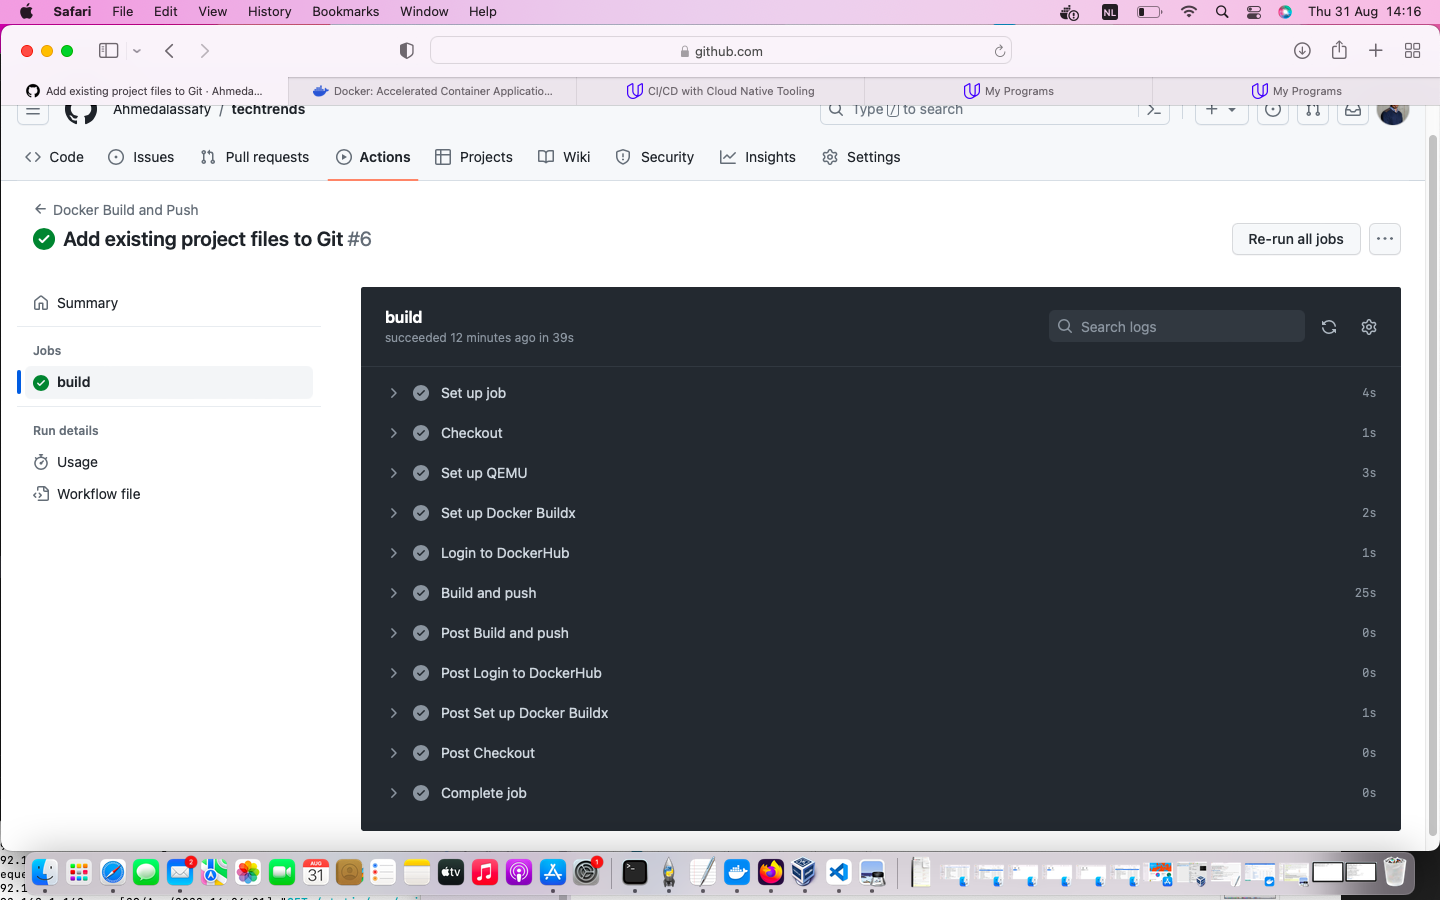 Safari File Edit View History Bookmarks Window Help NL Thu 31 Aug 14:16
github.com
Add existing project files to Git · Ahmeda...
Docker: Accelerated Container Applicatio...
CI/CD with Cloud Native Tooling
My Programs
My Programs
Ahmedalassafy / techtrends
Type / to search
Code Issues Pull requests Actions Projects Wiki Security Insights Settings
Docker Build and Push
Add existing project files to Git #6
Re-run all jobs
Summary
Jobs
build
Run details
Usage
Workflow file
build
succeeded 12 minutes ago in 39s
Search logs
Set up job 4s
Checkout 1s
Set up QEMU 3s
Set up Docker Buildx 2s
Login to DockerHub 1s
Build and push 25s
Post Build and push 0s
Post Login to DockerHub 0s
Post Set up Docker Buildx 1s
Post Checkout 0s
Complete job 0s
92.1
eque
92.1
2
AUG
31
tv
1